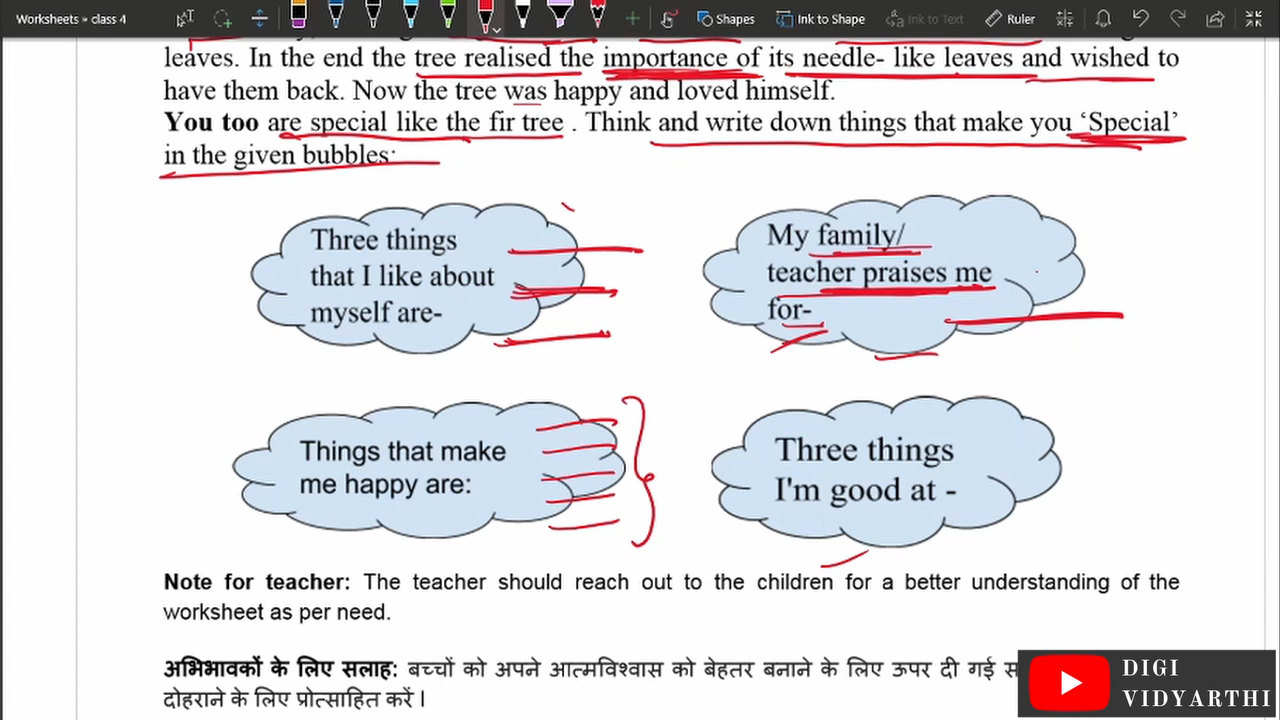 Worksheets » class 4
Shapes
Ink to Shape
Ink to Text
Ruler
leaves. In the end the tree realised the importance of its needle- like leaves and wished to
have them back. Now the tree was happy and loved himself.
You too are special like the fir tree . Think and write down things that make you ‘Special’
in the given bubbles:
Three things
that I like about
myself are-
My family/
teacher praises me
for-
Things that make
me happy are:
Three things
I'm good at -
Note for teacher: The teacher should reach out to the children for a better understanding of the
worksheet as per need.
अभिभावकों के लिए सलाह: बच्चों को अपने आत्मविश्वास को बेहतर बनाने के लिए ऊपर दी गई
दोहराने के लिए प्रोत्साहित करें ।
DIGI
VIDYARTHI